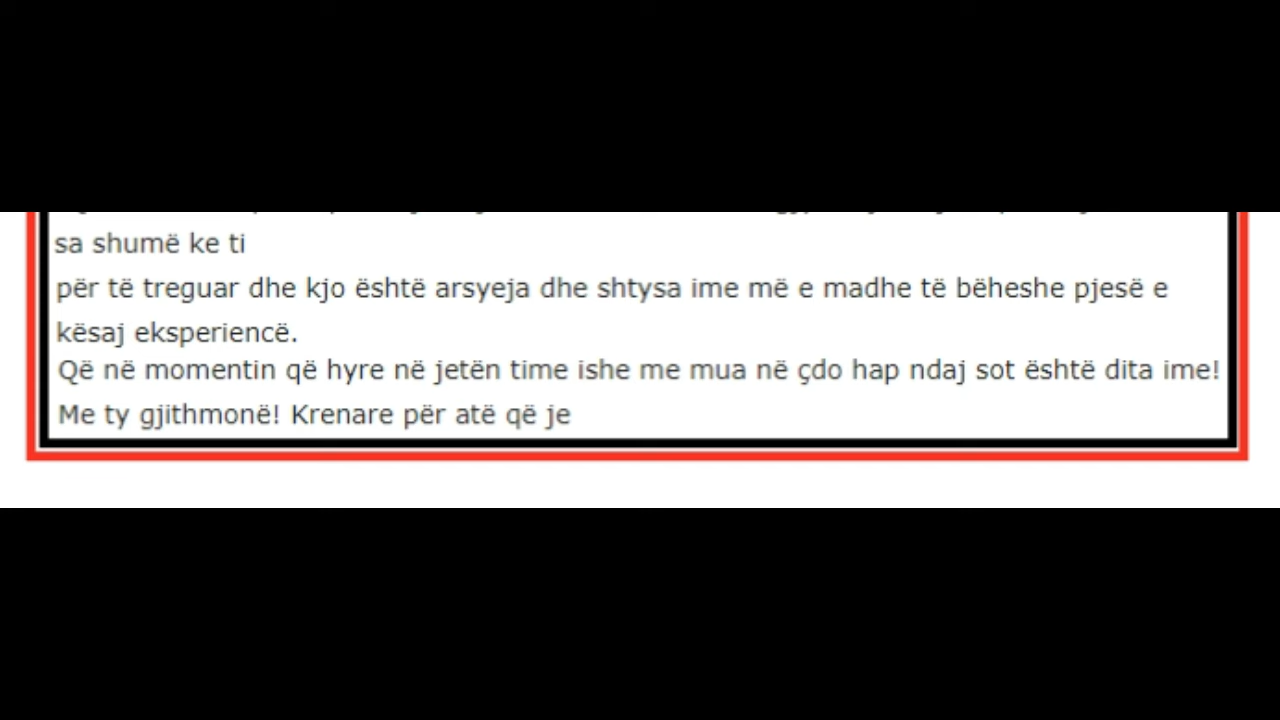 sa shumë ke ti
për të treguar dhe kjo është arsyeja dhe shtysa ime më e madhe të bëheshe pjesë e
kësaj eksperiencë.
Që në momentin që hyre në jetën time ishe me mua në çdo hap ndaj sot është dita ime!
Me ty gjithmonë! Krenare për atë që je